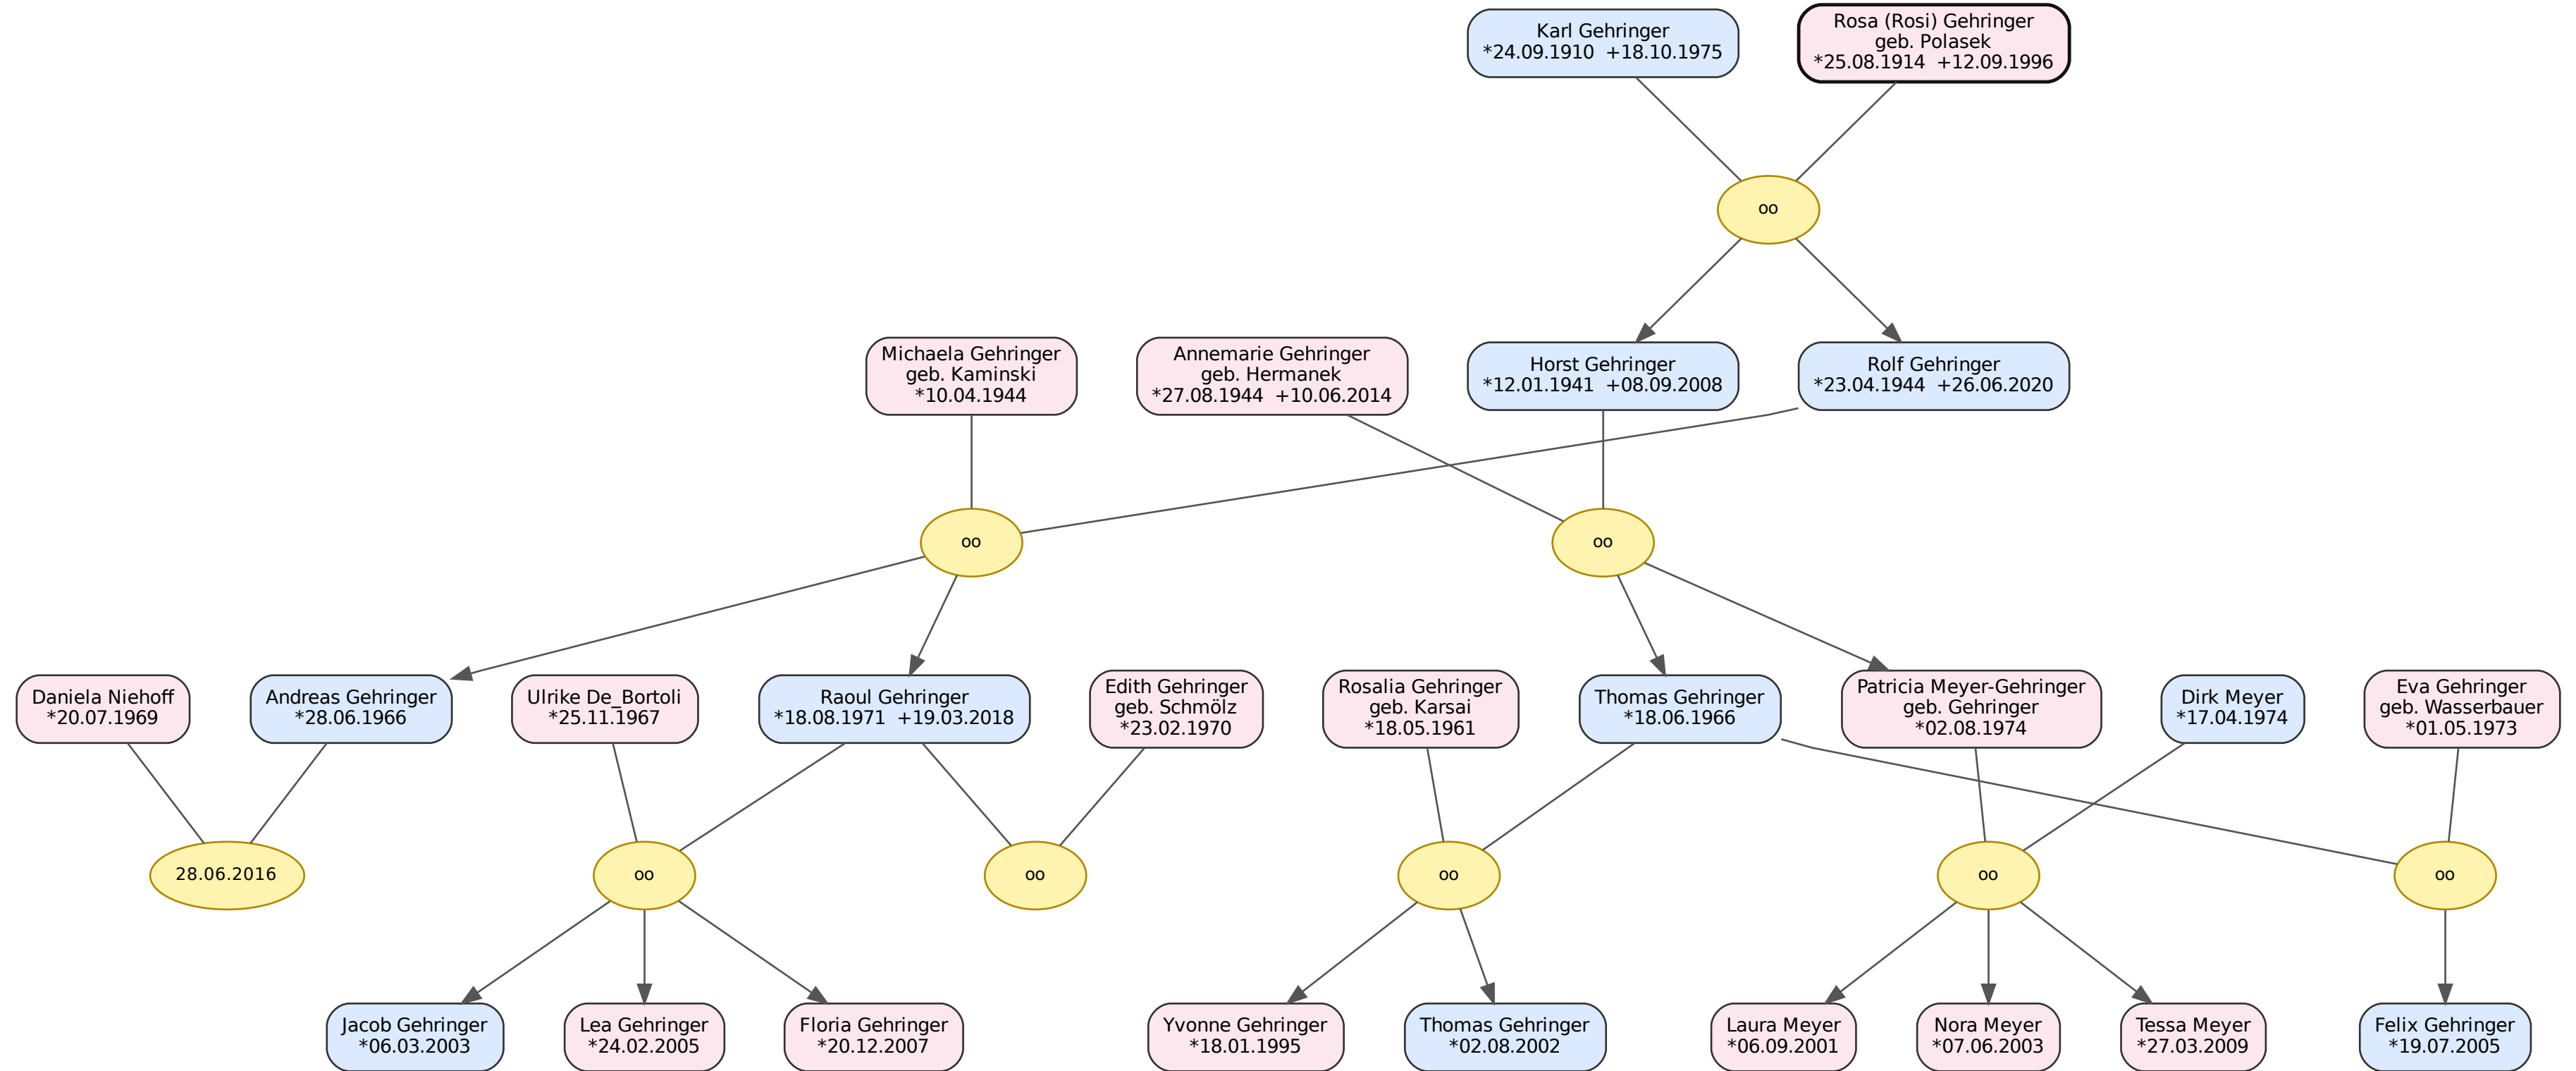 Karl Gehringer
*24.09.1910 +18.10.1975
Rosa (Rosi) Gehringer
geb. Polasek
*25.08.1914 +12.09.1996
oo
Michaela Gehringer
geb. Kaminski
*10.04.1944
Annemarie Gehringer
geb. Hermanek
*27.08.1944 +10.06.2014
Horst Gehringer
*12.01.1941 +08.09.2008
Rolf Gehringer
*23.04.1944 +26.06.2020
oo
oo
Daniela Niehoff
*20.07.1969
Andreas Gehringer
*28.06.1966
Ulrike De_Bortoli
*25.11.1967
Raoul Gehringer
*18.08.1971 +19.03.2018
Edith Gehringer
geb. Schmölz
*23.02.1970
Rosalia Gehringer
geb. Karsai
*18.05.1961
Thomas Gehringer
*18.06.1966
Patricia Meyer-Gehringer
geb. Gehringer
*02.08.1974
Dirk Meyer
*17.04.1974
Eva Gehringer
geb. Wasserbauer
*01.05.1973
28.06.2016
oo
oo
oo
oo
oo
Jacob Gehringer
*06.03.2003
Lea Gehringer
*24.02.2005
Floria Gehringer
*20.12.2007
Yvonne Gehringer
*18.01.1995
Thomas Gehringer
*02.08.2002
Laura Meyer
*06.09.2001
Nora Meyer
*07.06.2003
Tessa Meyer
*27.03.2009
Felix Gehringer
*19.07.2005